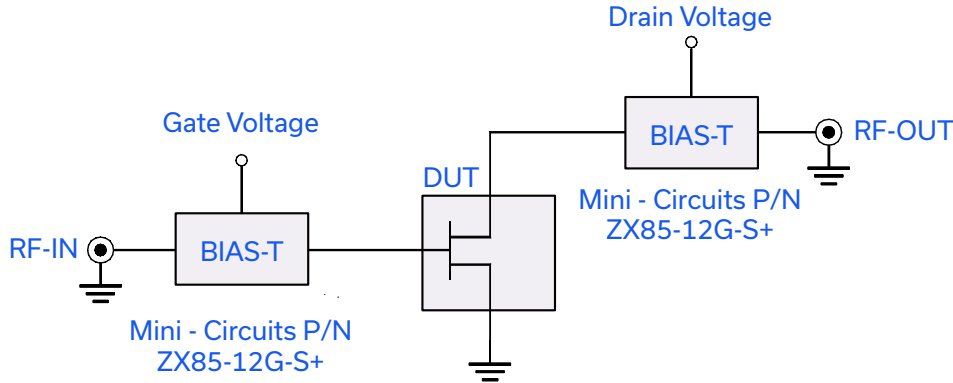 Drain Voltage
Gate Voltage
BIAS-T
RF-OUT
DUT
Mini - Circuits P/N
ZX85-12G-S+
RF-IN
BIAS-T
Mini - Circuits P/N
ZX85-12G-S+